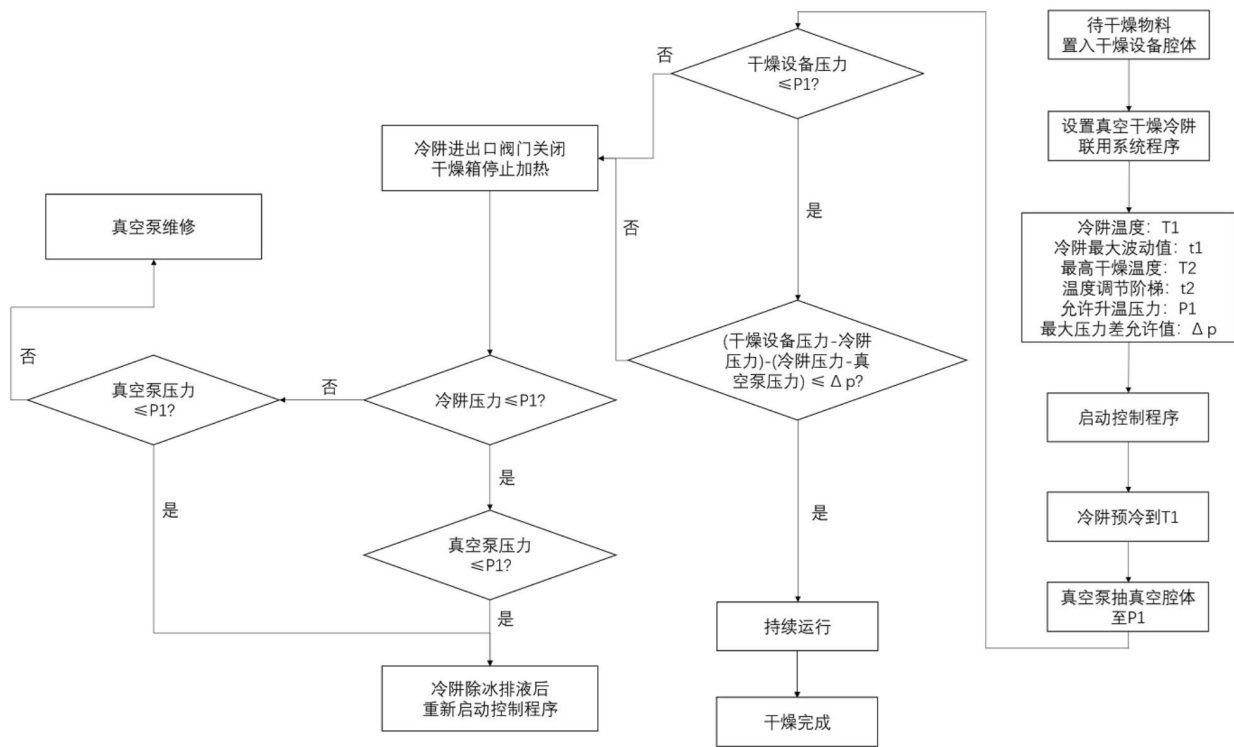 待干燥物料
置入干燥设备腔体
设置真空干燥冷阱
联用系统程序
冷阱温度：T1
冷阱最大波动值：t1
最高干燥温度：T2
温度调节阶梯：t2
允许升温压力：P1
最大压力差允许值：Δp
启动控制程序
冷阱预冷到T1
真空泵抽真空腔体
至P1
干燥设备压力
≤P1?
否
是
(干燥设备压力-冷阱
压力)-(冷阱压力-真
空泵压力) ≤ Δp?
否
是
持续运行
干燥完成
冷阱进出口阀门关闭
干燥箱停止加热
冷阱压力≤P1?
否
是
真空泵压力
≤P1?
是
冷阱除冰排液后
重新启动控制程序
真空泵压力
≤P1?
否
是
真空泵维修